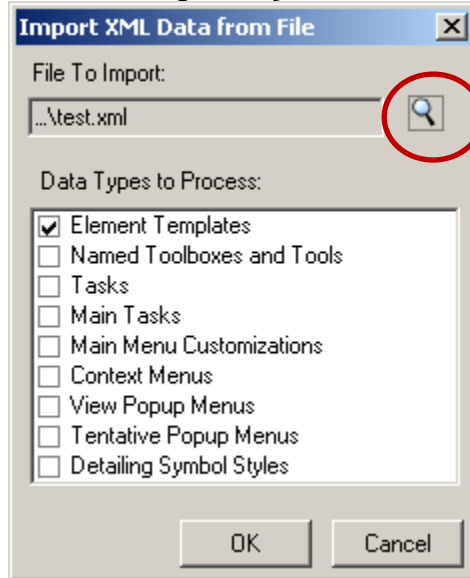 Import XML Data from File
File To Import:
...\test.xml
Data Types to Process:
Element Templates
Named Toolboxes and Tools
Tasks
Main Tasks
Main Menu Customizations
Context Menus
View Popup Menus
Tentative Popup Menus
Detailing Symbol Styles
OK Cancel